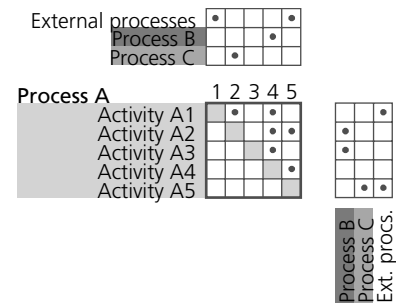 External processes
Process B
Process C
Process A 1 2 3 4 5
Activity A1
Activity A2
Activity A3
Activity A4
Activity A5
Process B
Process C
Ext. procs.